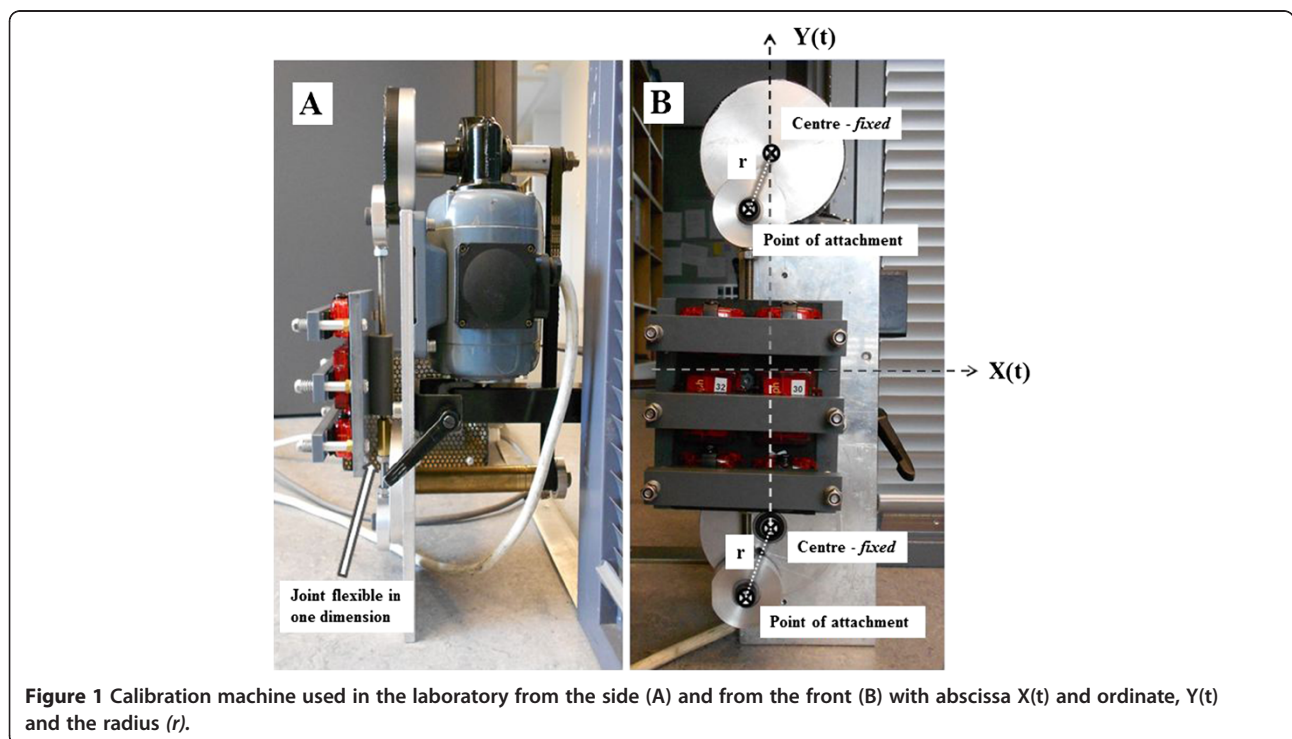 A
Joint flexible in
one dimension
B
Y(t)
Centre - fixed
r
Point of attachment
X(t)
32
30
Centre - fixed
r
Point of attachment
Figure 1 Calibration machine used in the laboratory from the side (A) and from the front (B) with abscissa X(t) and ordinate, Y(t)
and the radius (r).